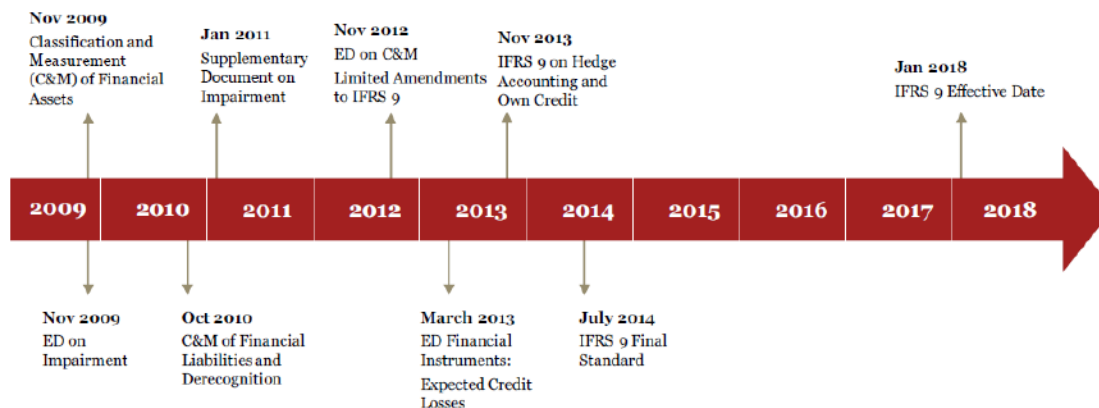 Nov 2009
Classification and
Measurement
(C&M) of Financial
Assets
Jan 2011
Supplementary
Document on
Impairment
Nov 2012
ED on C&M
Limited Amendments
to IFRS 9
Nov 2013
IFRS 9 on Hedge
Accounting and
Own Credit
Jan 2018
IFRS 9 Effective Date
2009
2010
2011
2012
2013
2014
2015
2016
2017
2018
Nov 2009
ED on
Impairment
Oct 2010
C&M of Financial
Liabilities and
Derecognition
March 2013
ED Financial
Instruments:
Expected Credit
Losses
July 2014
IFRS 9 Final
Standard